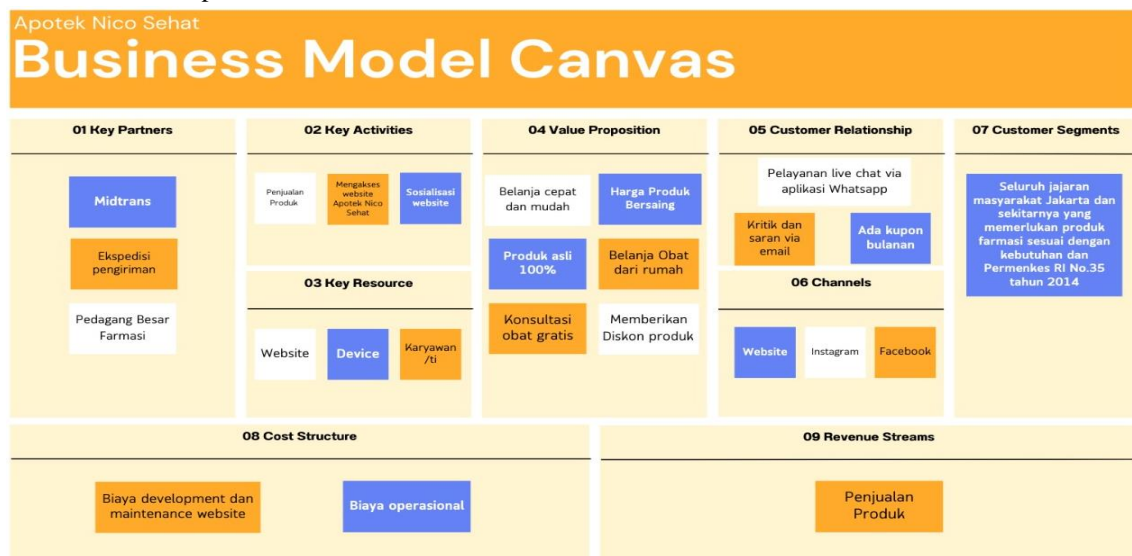 Apotek Nico Sehat
Business Model Canvas
01 Key Partners
Midtrans
Ekspedisi
pengiriman
Pedagang Besar
Farmasi
02 Key Activities
Penjualan
Produk
Mengakses
website
Apotek Nico
Sehat
Sosialisasi
website
03 Key Resource
Website
Device
Karyawan
/ti
04 Value Proposition
Belanja cepat
dan mudah
Harga Produk
Bersaing
Produk asli
100%
Belanja Obat
dari rumah
Konsultasi
obat gratis
Memberikan
Diskon produk
05 Customer Relationship
Pelayanan live chat via
aplikasi Whatsapp
Kritik dan
saran via
email
Ada kupon
bulanan
06 Channels
Website
Instagram
Facebook
07 Customer Segments
Seluruh jajaran
masyarakat Jakarta dan
sekitarnya yang
memerlukan produk
farmasi sesuai dengan
kebutuhan dan
Permenkes RI No.35
tahun 2014
08 Cost Structure
Biaya development dan
maintenance website
Biaya operasional
09 Revenue Streams
Penjualan
Produk